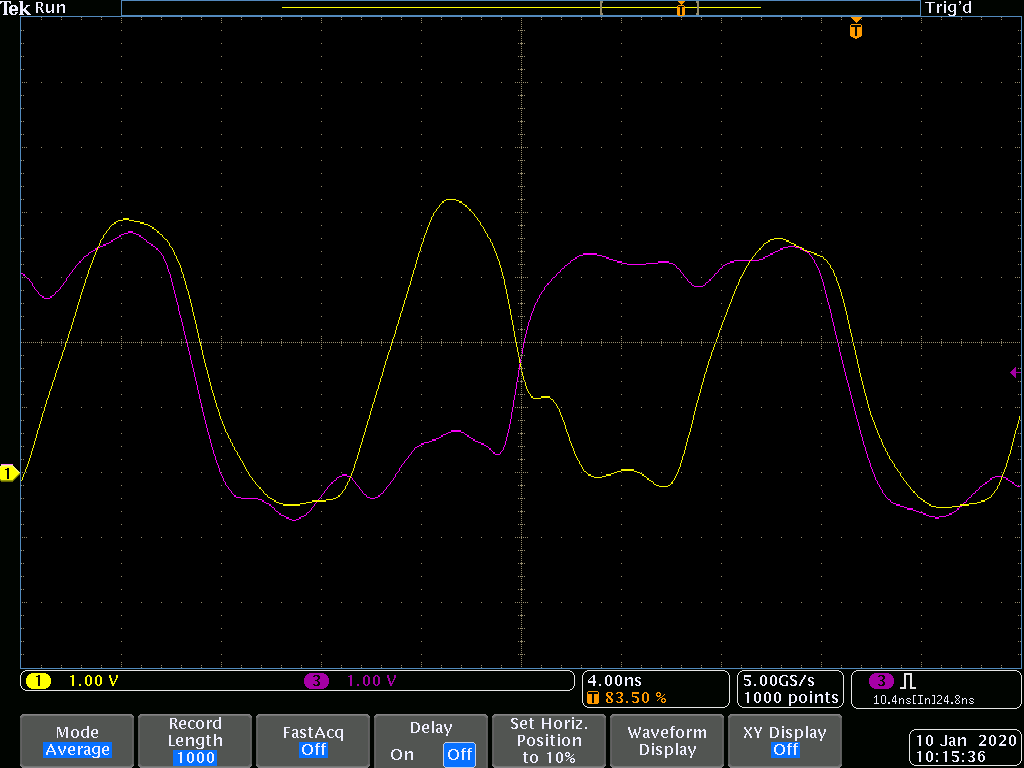 Tek Run
Trig'd
T
T
1
1 1.00 V
3 1.00 V
4.00ns
T 83.50 %
5.00GS/s
1000 points
3
10.4ns[In]24.8ns
Mode
Average
Record
Length
1000
FastAcq
Off
Delay
On Off
Set Horiz.
Position
to 10%
Waveform
Display
XY Display
Off
10 Jan 2020
10:15:36